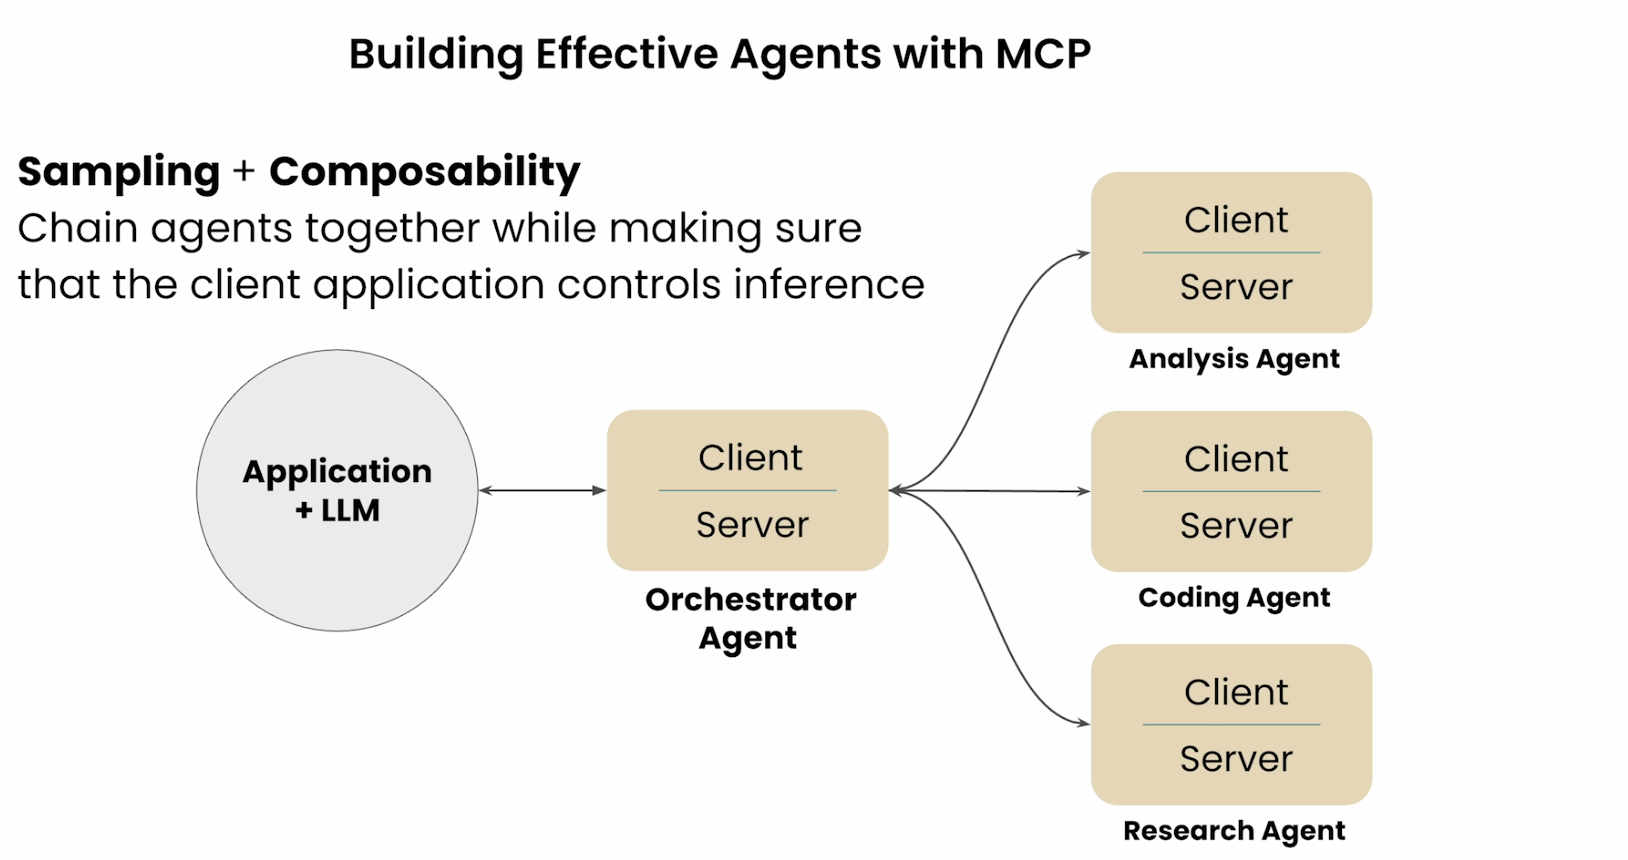 Building Effective Agents with MCP
Sampling + Composability
Chain agents together while making sure
that the client application controls inference
Application
+ LLM
Client
Server
Orchestrator
Agent
Client
Server
Analysis Agent
Client
Server
Coding Agent
Client
Server
Research Agent